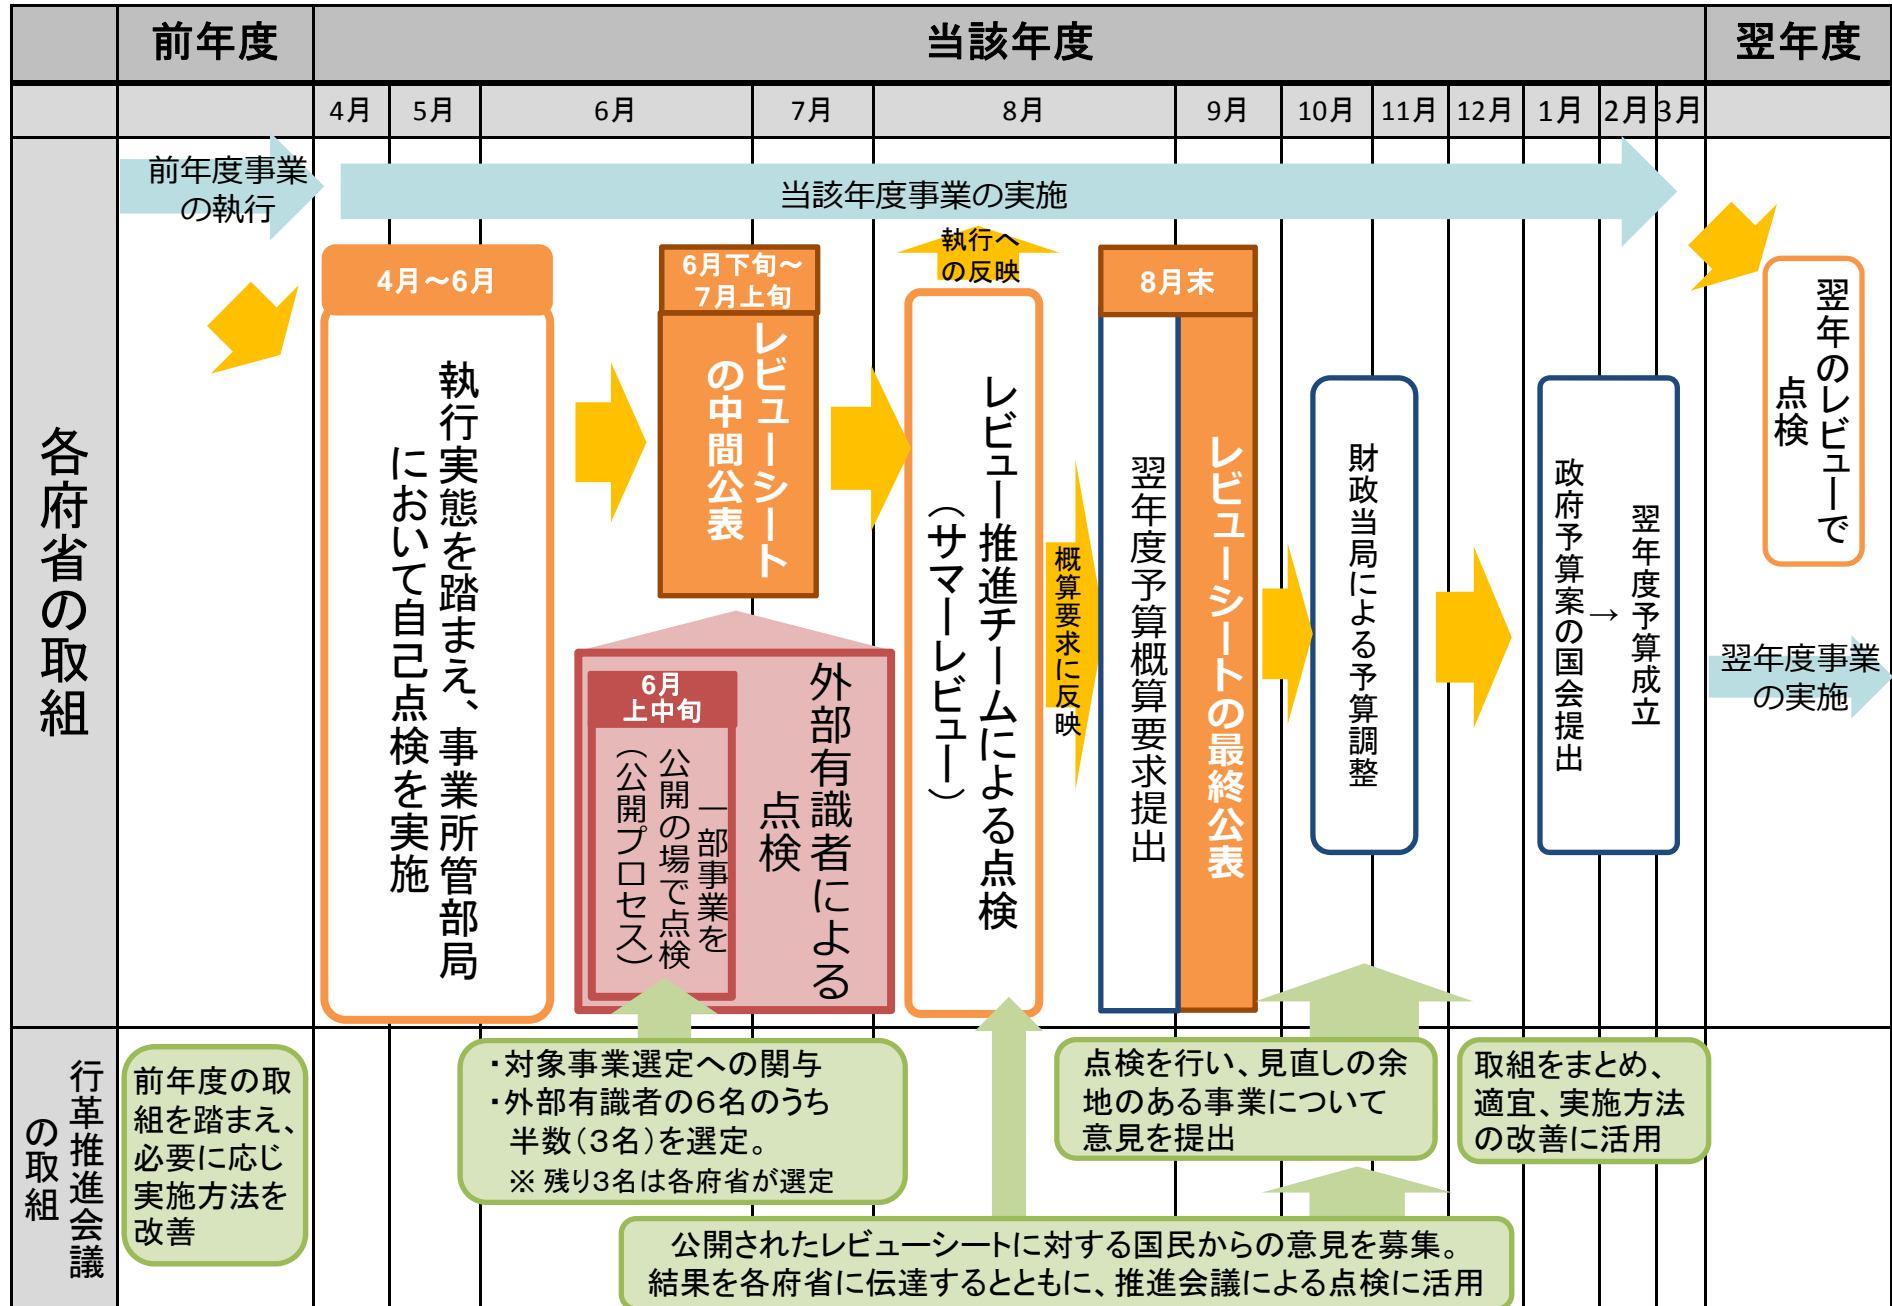 前年度
当該年度
翌年度
4月
5月
6月
7月
8月
9月
10月
11月
12月
1月
2月
3月
各府省の取組
前年度事業
の執行
当該年度事業の実施
4月～6月
執行実態を踏まえ、事業所管部局
において自己点検を実施
6月下旬～
7月上旬
レビューシート
の中間公表
外部有識者による
点検
6月
上中旬
一部事業を
公開の場で点検
（公開プロセス）
執行へ
の反映
レビュー推進チームによる点検
（サマーレビュー）
概算要求に反映
8月末
翌年度予算概算要求提出
レビューシートの最終公表
財政当局による予算調整
政府予算案の国会提出
→
翌年度予算成立
翌年のレビューで
点検
翌年度事業
の実施
行革推進会議
の取組
前年度の取
組を踏まえ、
必要に応じ
実施方法を
改善
・対象事業選定への関与
・外部有識者の６名のうち
半数（３名）を選定。
※ 残り3名は各府省が選定
点検を行い、見直しの余
地のある事業について
意見を提出
取組をまとめ、
適宜、実施方法
の改善に活用
公開されたレビューシートに対する国民からの意見を募集。
結果を各府省に伝達するとともに、推進会議による点検に活用